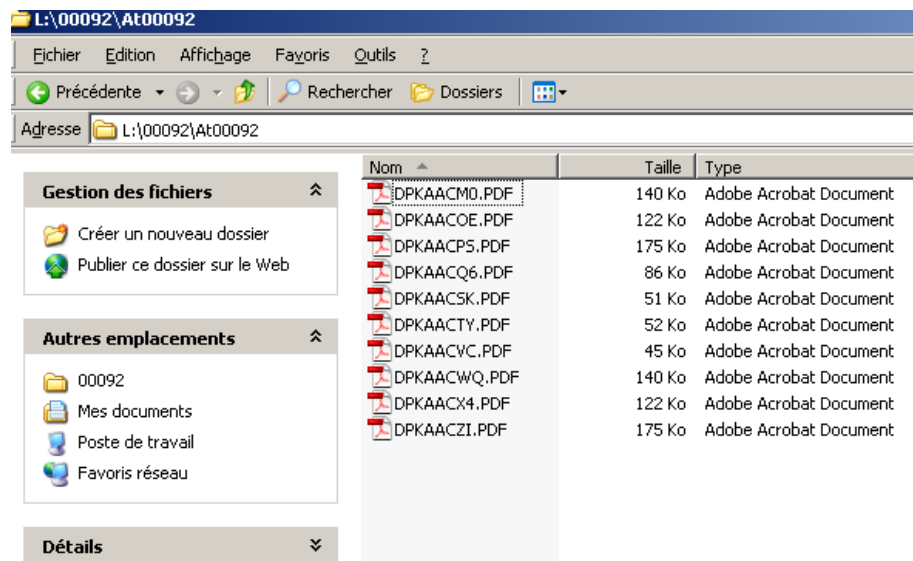 L:\00092\At00092
Fichier Edition Affichage Favoris Outils ?
Précédente Rechercher Dossiers
Adresse L:\00092\At00092
Gestion des fichiers
Créer un nouveau dossier
Publier ce dossier sur le Web
Autres emplacements
00092
Mes documents
Poste de travail
Favoris réseau
Détails
Nom Taille Type
DPKAACM0.PDF 140 Ko Adobe Acrobat Document
DPKAACOE.PDF 122 Ko Adobe Acrobat Document
DPKAACPS.PDF 175 Ko Adobe Acrobat Document
DPKAACQ6.PDF 86 Ko Adobe Acrobat Document
DPKAACSK.PDF 51 Ko Adobe Acrobat Document
DPKAACTY.PDF 52 Ko Adobe Acrobat Document
DPKAACVC.PDF 45 Ko Adobe Acrobat Document
DPKAACWQ.PDF 140 Ko Adobe Acrobat Document
DPKAACX4.PDF 122 Ko Adobe Acrobat Document
DPKAACZI.PDF 175 Ko Adobe Acrobat Document